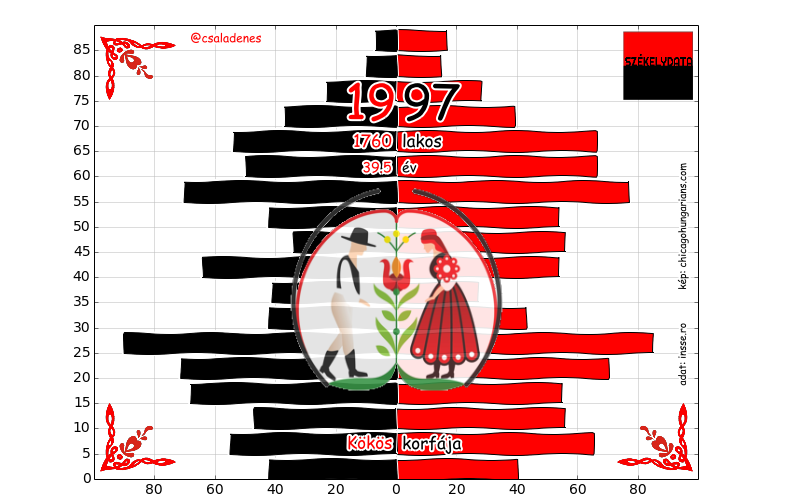 @csaladenes
SZÉKELYDATA
1997
1760 lakos
39.5 év
kép: chicagohungarians.com
adat: insse.ro
Kökös korfája
85
80
75
70
65
60
55
50
45
40
35
30
25
20
15
10
5
0
80 60 40 20 0 20 40 60 80